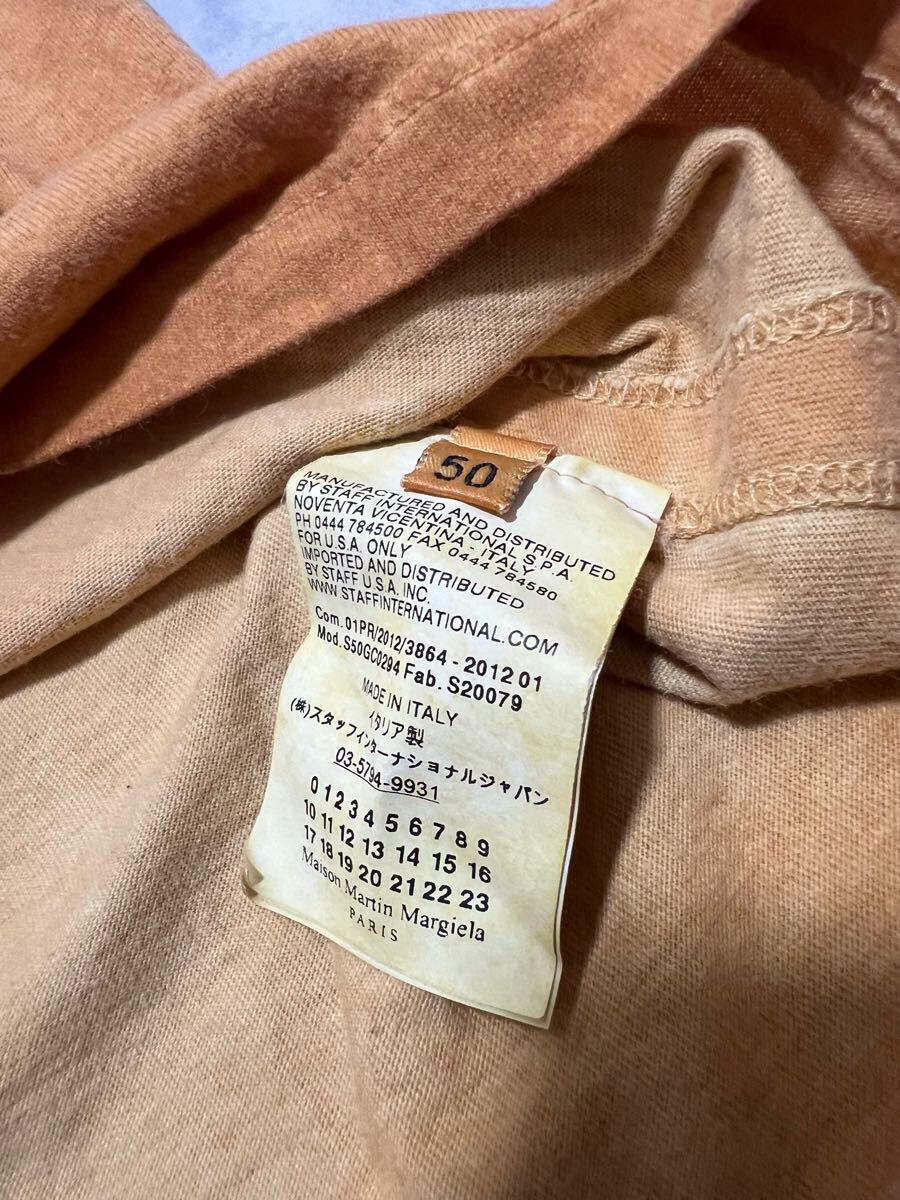 50
MANUFACTURED AND DISTRIBUTED
BY STAFF INTERNATIONAL S.P.A.
NOVENTA VICENTINA - ITALY
PH 0444 784500 FAX 0444 784580
FOR U.S.A. ONLY
IMPORTED AND DISTRIBUTED
BY STAFF U.S.A. INC.
WWW.STAFFINTERNATIONAL.COM
Com. 01PR/2012/3864 - 2012 01
Mod. S50GC0294 Fab. S20079
MADE IN ITALY
イタリア製
(株)スタッフインターナショナルジャパン
03-5794-9931
0 1 2 3 4 5 6 7 8 9
10 11 12 13 14 15 16
17 18 19 20 21 22 23
Maison Martin Margiela
PARIS